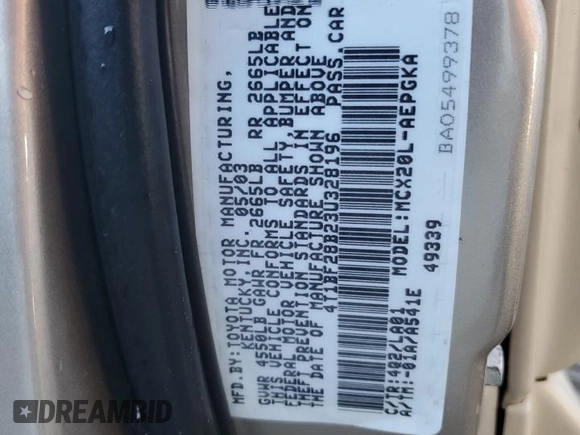 MFD. BY: TOYOTA MOTOR MANUFACTURING,
KENTUCKY, INC. 05/03
GVWR 4550LB GAWR FR 2665LB RR 2665LB
THIS VEHICLE CONFORMS TO ALL APPLICABLE
FEDERAL MOTOR VEHICLE SAFETY, BUMPER AND
THEFT PREVENTION STANDARDS IN EFFECT ON
THE DATE OF MANUFACTURE SHOWN ABOVE.
4T1BF28B23U328196 PASS. CAR
C/TR:4Q2/LA01 MODEL:MCX20L-AEPGKA
A/TM:-01A/A541E 49339
BA05499378
DREAMBID